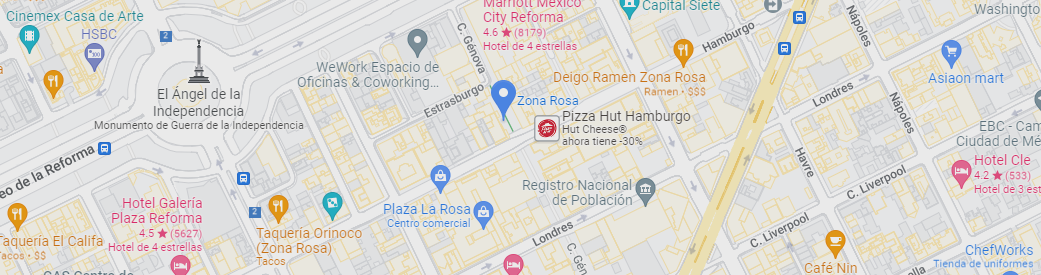 Cinemex Casa de Arte
HSBC
2
El Ángel de la
Independencia
Monumento de Guerra de la Independencia
eo de la Reforma
Hotel Galería
Plaza Reforma
4.5 ★ (5627)
Hotel de 4 estrellas
Taquería El Califa
Tacos • $$
2
Taquería Orinoco
(Zona Rosa)
Tacos
WeWork Espacio de
Oficinas & Coworking...
Estrasburgo
C. Génova
Marriott Mexico
City Reforma
4.6 ★ (8179)
Hotel de 4 estrellas
Capital Siete
Hamburgo
Deigo Ramen Zona Rosa
Ramen • $$$
Zona Rosa
Pizza Hut Hamburgo
Hut Cheese®
ahora tiene -30%
Registro Nacional
de Población
Plaza La Rosa
Centro comercial
Londres
C. Gén
Nápoles
Washington
Asiaon mart
Londres
Nápoles
Havre
EBC - Cam
Ciudad de Mé
Hotel Cle
4.2 ★ (533)
Hotel de 3 est
C. Liverpool
C. Liverpool
Café Nin
ChefWorks
Tienda de uniformes